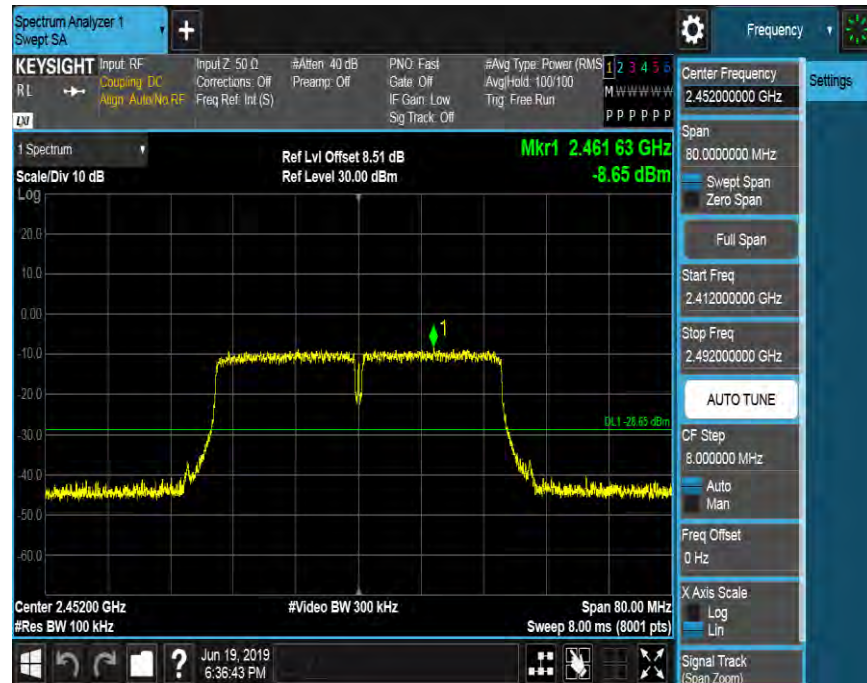 Spectrum Analyzer 1
Swept SA
+
Frequency
KEYSIGHT
RL
LXI
Input: RF
Coupling: DC
Align: Auto/No RF
Input Z: 50 Ω
Corrections: Off
Freq Ref: Int (S)
#Atten: 40 dB
Preamp: Off
PNO: Fast
Gate: Off
IF Gain: Low
Sig Track: Off
#Avg Type: Power (RMS
Avg|Hold: 100/100
Trig: Free Run
1 2 3 4 5 6
M W W W W W
P P P P P P
Center Frequency
2.452000000 GHz
Settings
1 Spectrum
Scale/Div 10 dB
Ref Lvl Offset 8.51 dB
Ref Level 30.00 dBm
Mkr1 2.461 63 GHz
-8.65 dBm
Span
80.0000000 MHz
Swept Span
Zero Span
Full Span
Start Freq
2.412000000 GHz
Stop Freq
2.492000000 GHz
AUTO TUNE
CF Step
8.000000 MHz
Auto
Man
Freq Offset
0 Hz
X Axis Scale
Log
Lin
Signal Track
(Span Zoom)
Log
20.0
10.0
0.00
-10.0
-20.0
-30.0
-40.0
-50.0
-60.0
1
DL1 -28.65 dBm
Center 2.45200 GHz
#Res BW 100 kHz
#Video BW 300 kHz
Span 80.00 MHz
Sweep 8.00 ms (8001 pts)
?
Jun 19, 2019
6:36:43 PM